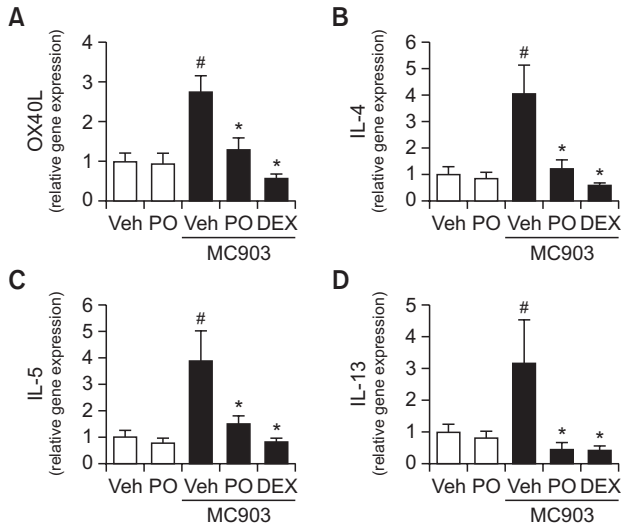 A
OX40L
(relative gene expression)
4
3
2
1
0
#
*
*
Veh PO Veh PO DEX
MC903
B
IL-4
(relative gene expression)
6
5
4
3
2
1
0
#
*
*
Veh PO Veh PO DEX
MC903
C
IL-5
(relative gene expression)
6
5
4
3
2
1
0
#
*
*
Veh PO Veh PO DEX
MC903
D
IL-13
(relative gene expression)
5
4
3
2
1
0
#
*
*
Veh PO Veh PO DEX
MC903